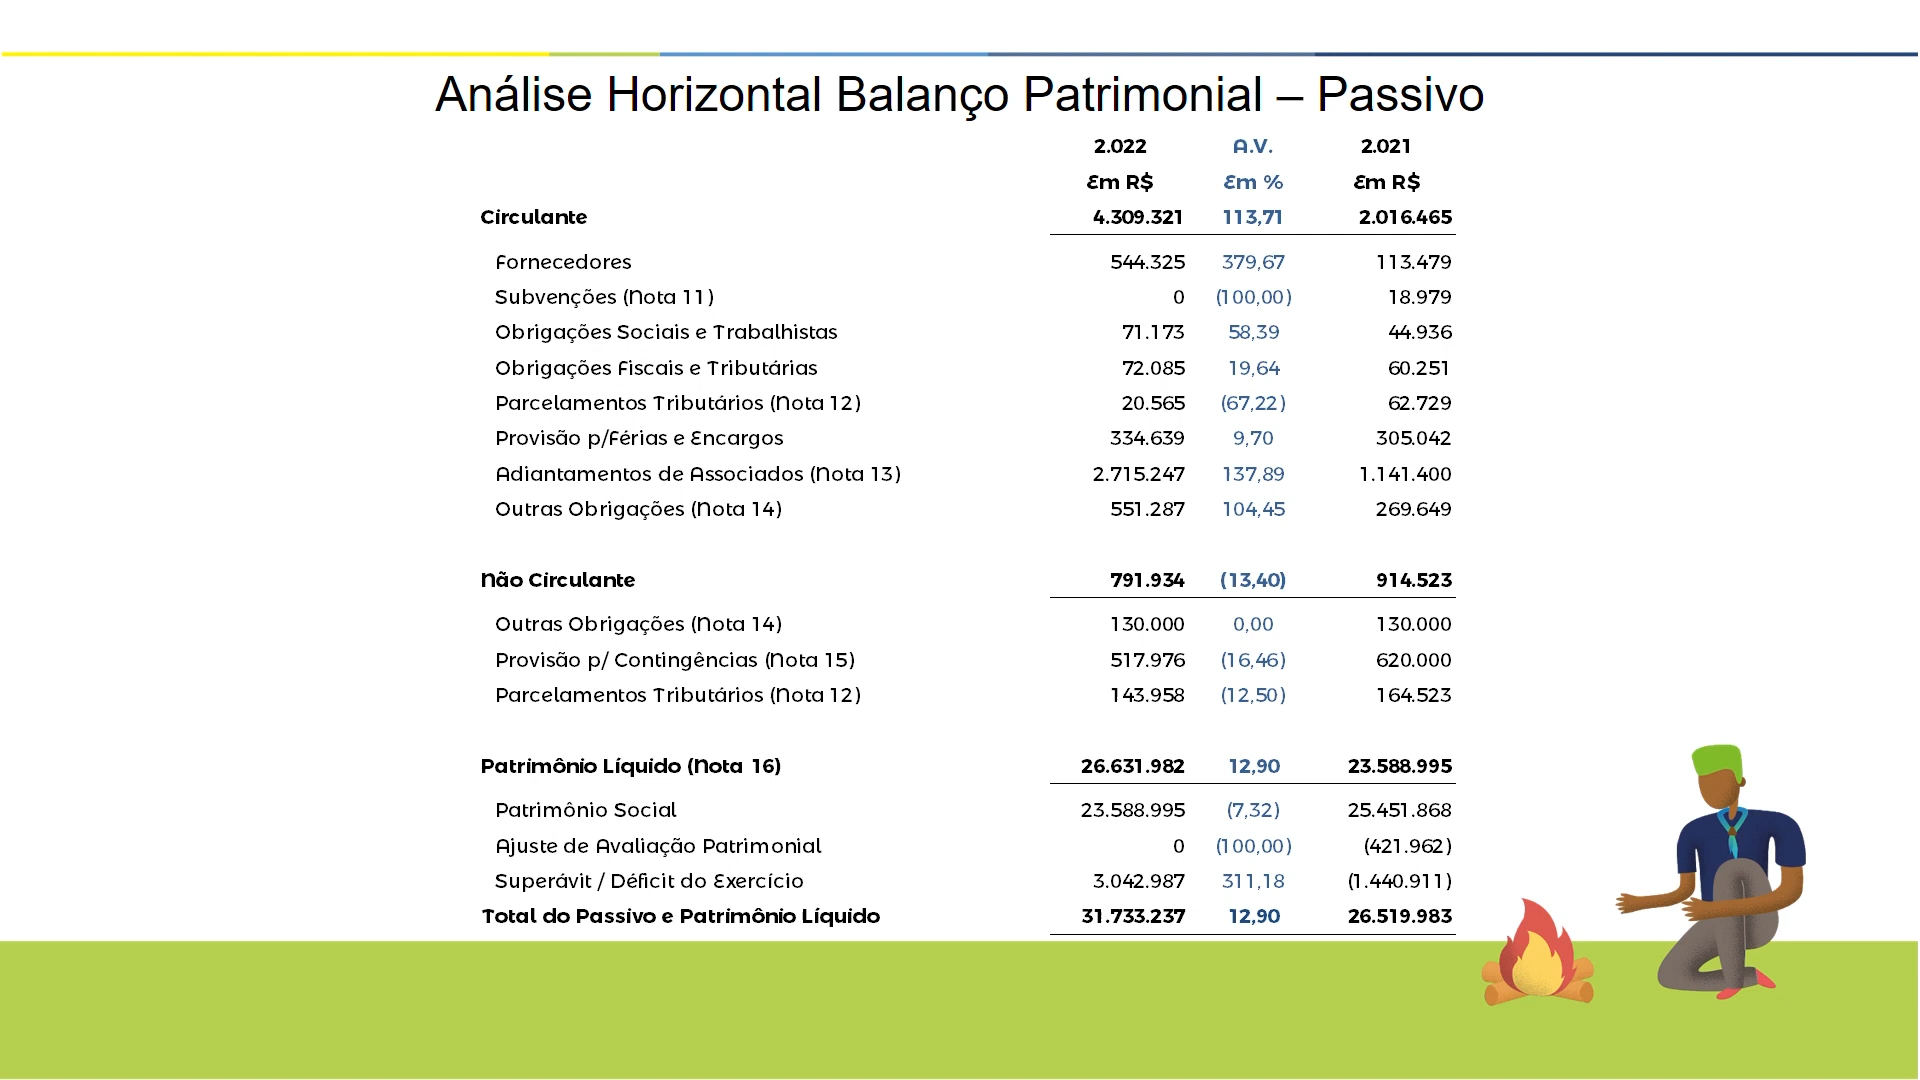 Análise Horizontal Balanço Patrimonial – Passivo
2.022 A.V. 2.021
Em R$ Em % Em R$
Circulante 4.309.321 113,71 2.016.465
Fornecedores 544.325 379,67 113.479
Subvenções (Nota 11) 0 (100,00) 18.979
Obrigações Sociais e Trabalhistas 71.173 58,39 44.936
Obrigações Fiscais e Tributárias 72.085 19,64 60.251
Parcelamentos Tributários (Nota 12) 20.565 (67,22) 62.729
Provisão p/Férias e Encargos 334.639 9,70 305.042
Adiantamentos de Associados (Nota 13) 2.715.247 137,89 1.141.400
Outras Obrigações (Nota 14) 551.287 104,45 269.649
Não Circulante 791.934 (13,40) 914.523
Outras Obrigações (Nota 14) 130.000 0,00 130.000
Provisão p/ Contingências (Nota 15) 517.976 (16,46) 620.000
Parcelamentos Tributários (Nota 12) 143.958 (12,50) 164.523
Patrimônio Líquido (Nota 16) 26.631.982 12,90 23.588.995
Patrimônio Social 23.588.995 (7,32) 25.451.868
Ajuste de Avaliação Patrimonial 0 (100,00) (421.962)
Superávit / Déficit do Exercício 3.042.987 311,18 (1.440.911)
Total do Passivo e Patrimônio Líquido 31.733.237 12,90 26.519.983